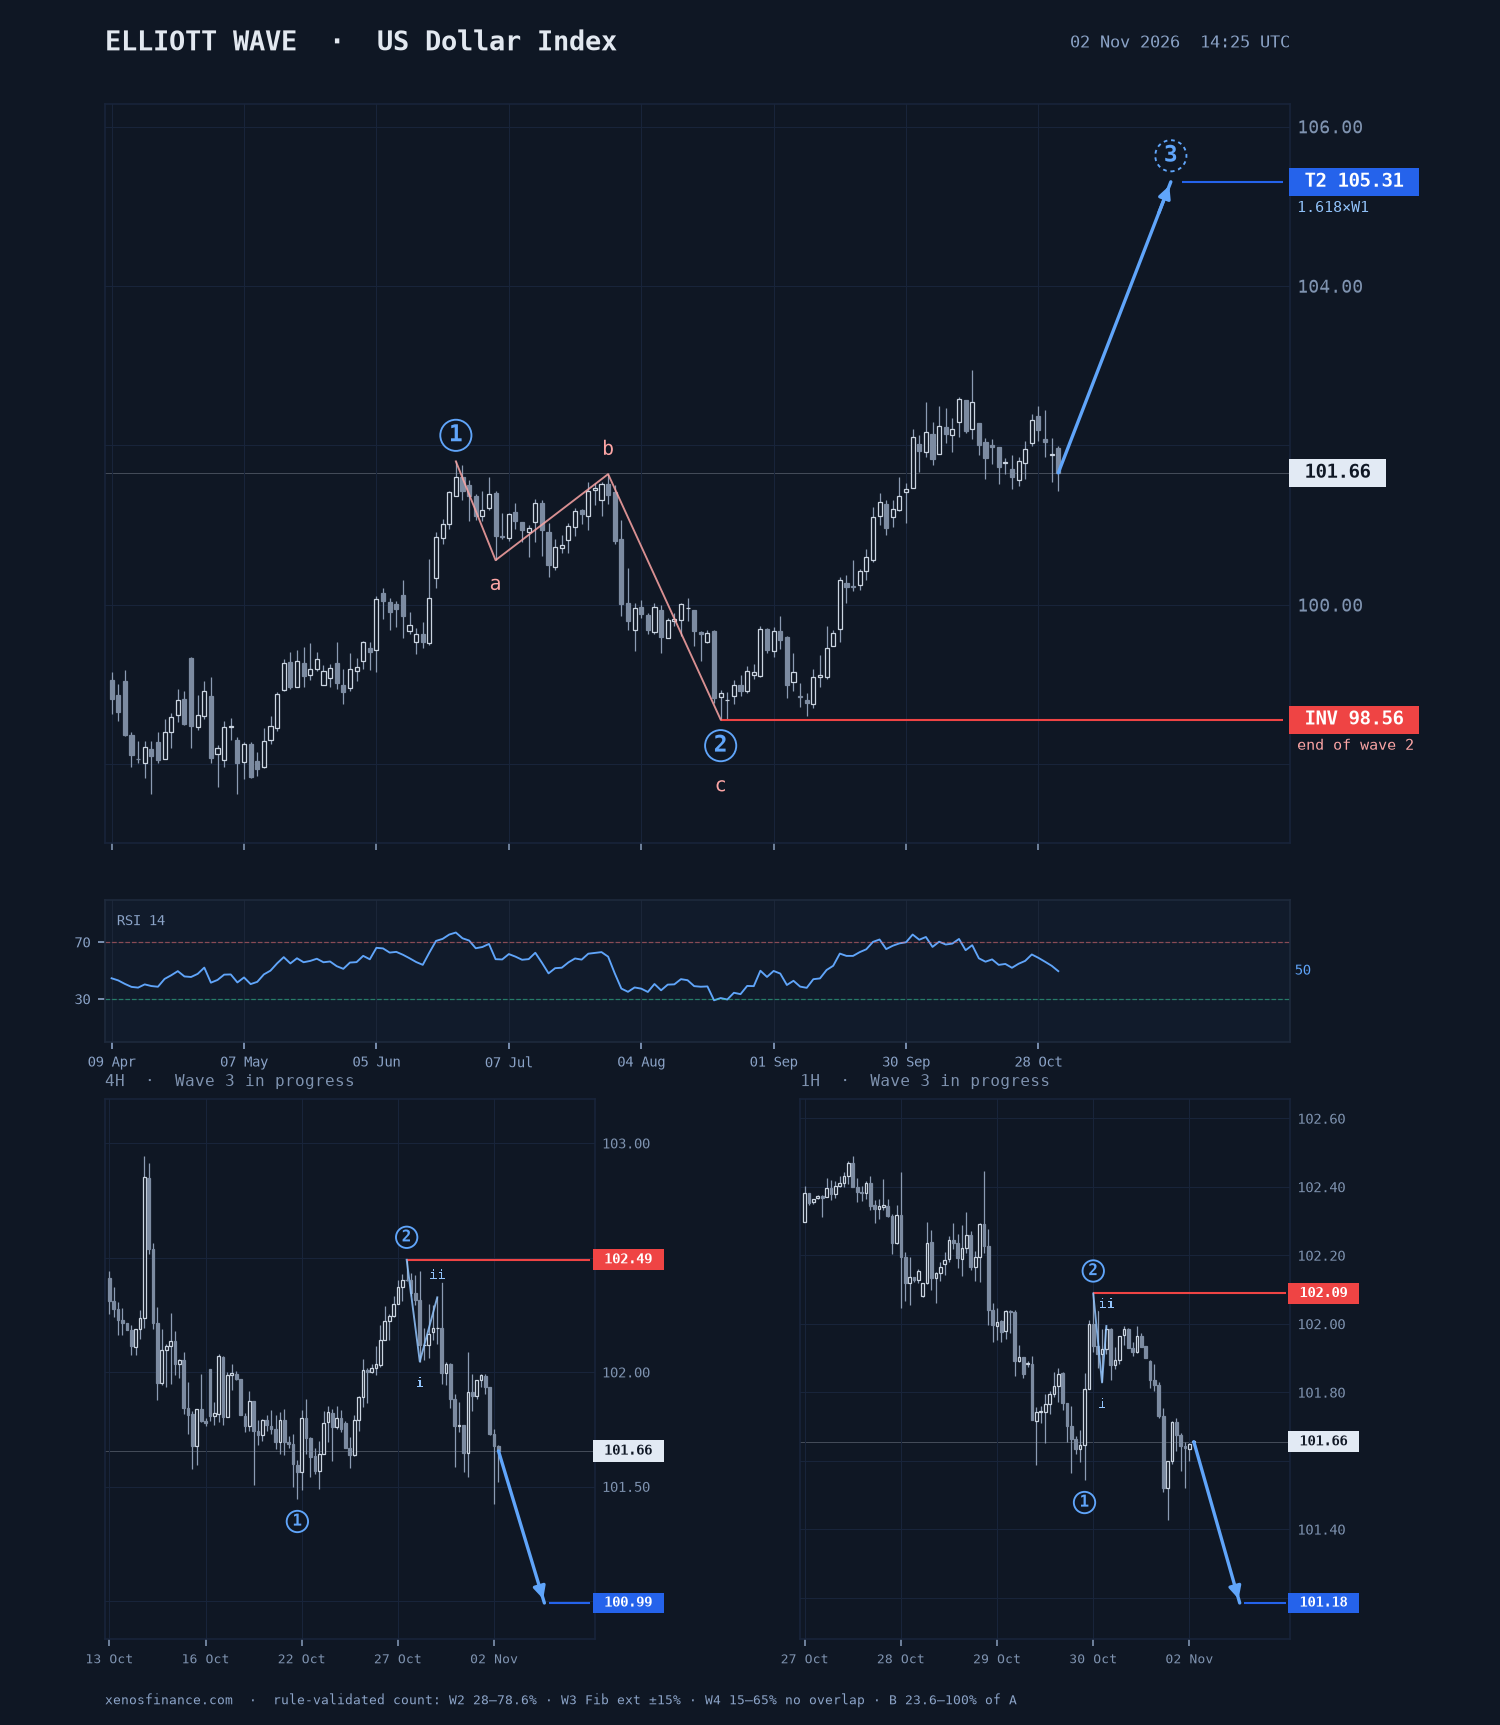 ELLIOTT WAVE · US Dollar Index
02 Nov 2026 14:25 UTC
106.00
3
T2 105.31
1.618×W1
104.00
1
b
101.66
a
100.00
INV 98.56
end of wave 2
2
c
RSI 14
70
50
30
09 Apr 07 May 05 Jun 07 Jul 04 Aug 01 Sep 30 Sep 28 Oct
4H · Wave 3 in progress
103.00
2
102.49
ii
102.00
i
101.66
101.50
1
100.99
13 Oct 16 Oct 22 Oct 27 Oct 02 Nov
1H · Wave 3 in progress
102.60
102.40
102.20
2
102.09
ii
102.00
101.80
i
101.66
1
101.40
101.18
27 Oct 28 Oct 29 Oct 30 Oct 02 Nov
xenosfinance.com · rule-validated count: W2 28–78.6% · W3 Fib ext ±15% · W4 15–65% no overlap · B 23.6–100% of A